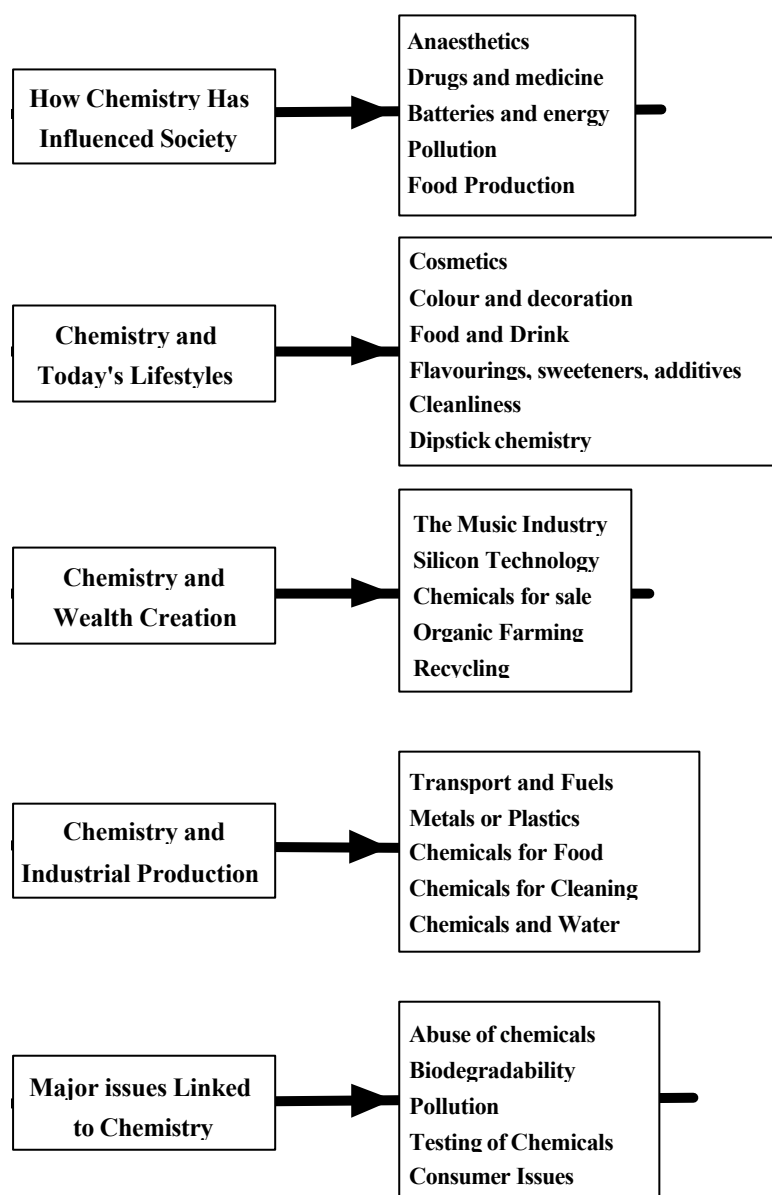 How Chemistry Has
Influenced Society
Anaesthetics
Drugs and medicine
Batteries and energy
Pollution
Food Production
Chemistry and
Today's Lifestyles
Cosmetics
Colour and decoration
Food and Drink
Flavourings, sweeteners, additives
Cleanliness
Dipstick chemistry
Chemistry and
Wealth Creation
The Music Industry
Silicon Technology
Chemicals for sale
Organic Farming
Recycling
Chemistry and
Industrial Production
Transport and Fuels
Metals or Plastics
Chemicals for Food
Chemicals for Cleaning
Chemicals and Water
Major issues Linked
to Chemistry
Abuse of chemicals
Biodegradability
Pollution
Testing of Chemicals
Consumer Issues